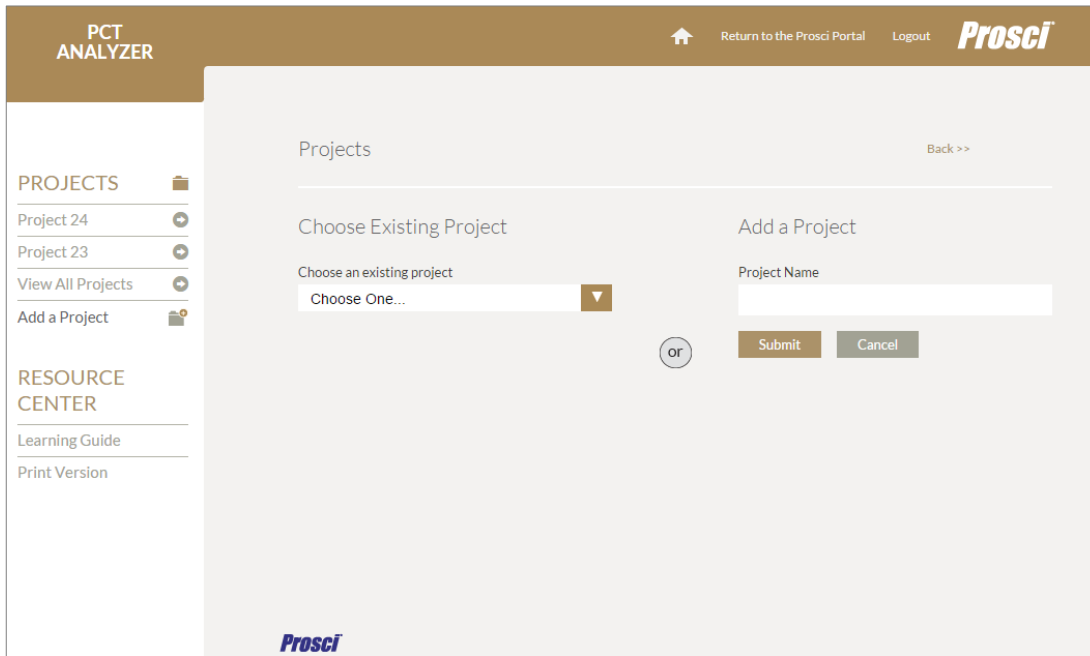 PCT
ANALYZER
Return to the Prosci Portal
Logout
Prosci
Projects
Back >>
PROJECTS
Project 24
Project 23
View All Projects
Add a Project
RESOURCE
CENTER
Learning Guide
Print Version
Choose Existing Project
Choose an existing project
Choose One...
or
Add a Project
Project Name
Submit
Cancel
Prosci